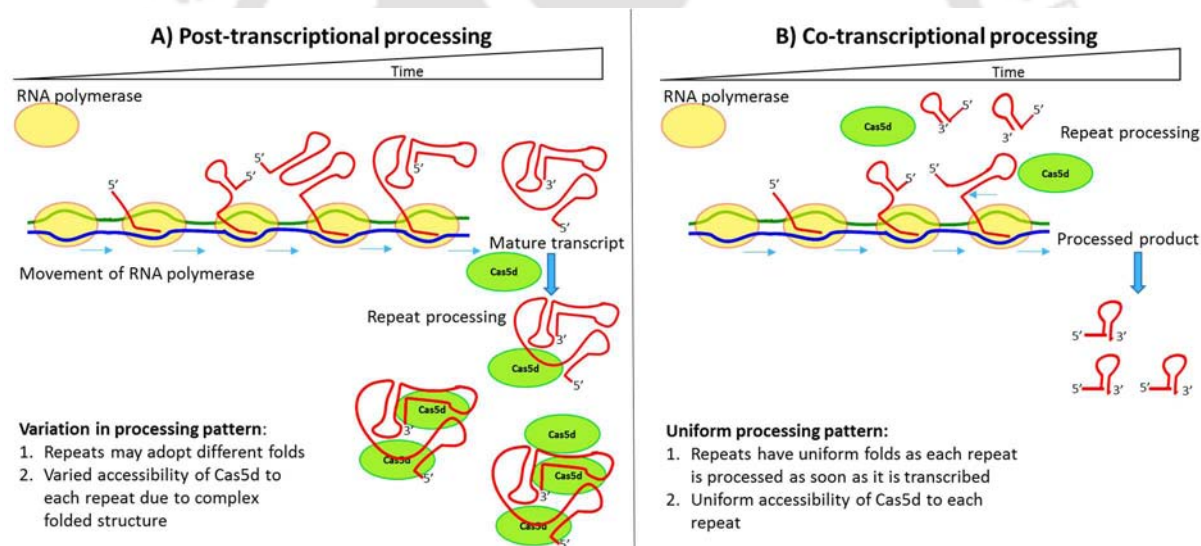 A) Post-transcriptional processing
Time
RNA polymerase
5'
5'
5'
5'
3'
5'
Mature transcript
Movement of RNA polymerase
Cas5d
Repeat processing
3'
Cas5d
5'
Cas5d
3'
Cas5d
5'
Cas5d
Cas5d
3'
Cas5d
5'
Variation in processing pattern:
1. Repeats may adopt different folds
2. Varied accessibility of Cas5d to
each repeat due to complex
folded structure
B) Co-transcriptional processing
Time
RNA polymerase
Cas5d
5'
3'
5'
3'
Repeat processing
Cas5d
5'
5'
5'
Processed product
5'
3'
5'
3'
5'
3'
Uniform processing pattern:
1. Repeats have uniform folds as each repeat
is processed as soon as it is transcribed
2. Uniform accessibility of Cas5d to each
repeat